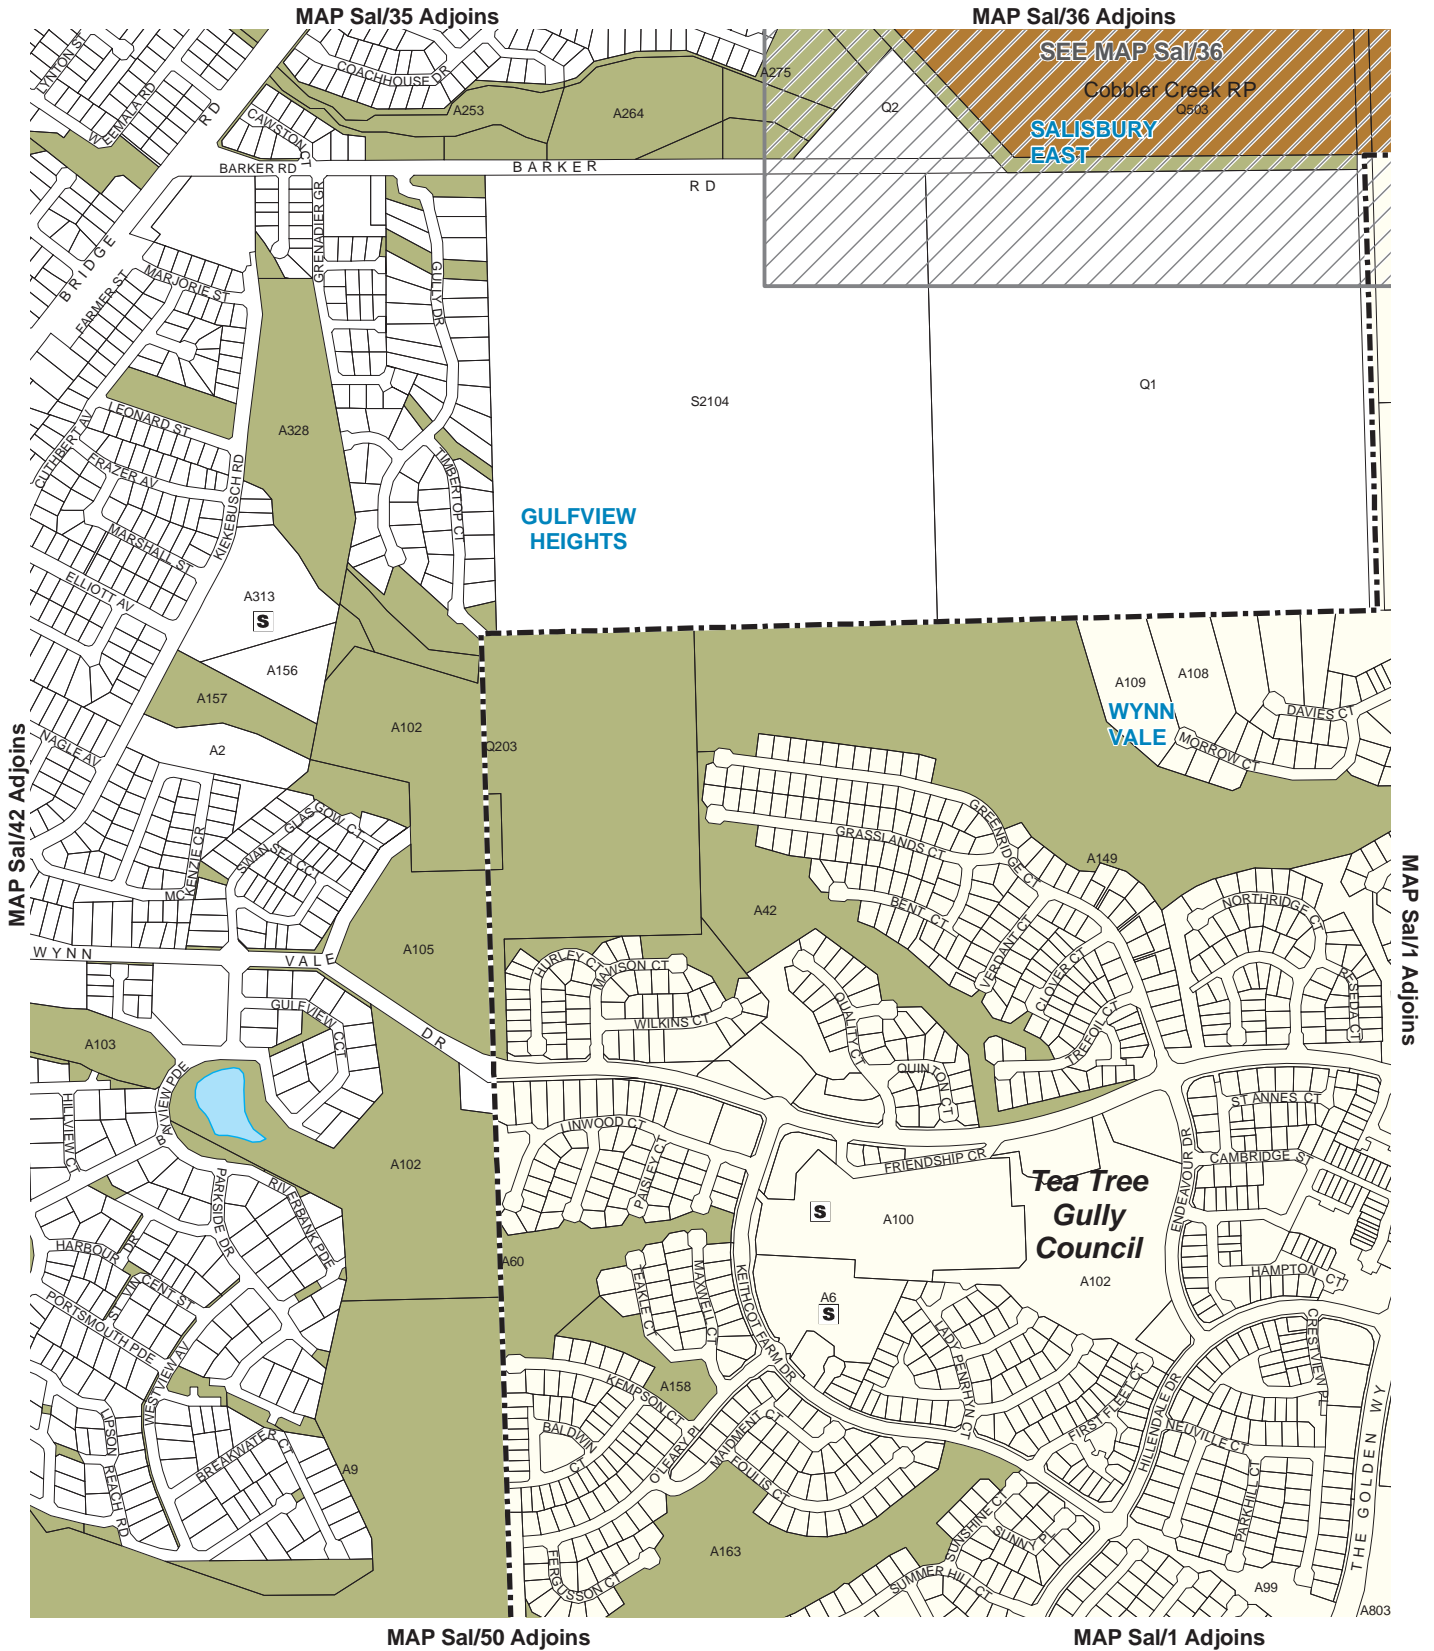 MAP Sal/35 Adjoins
MAP Sal/36 Adjoins
SEE MAP Sal/36
Cobbler Creek RP
Q503
SALISBURY
EAST
LYNTON ST
COACHHOUSE DR
A275
A253
A264
Q2
RD
CAWSTON CT
BARKER RD
BARKER
RD
GRENADIER GR
GULLY DR
BRIDGE
MARJORIE ST
FARMER ST
S2104
Q1
LEONARD ST
A328
CUTHBERT AV
FRAZER AV
KIEKEBUSCH RD
TIMBERTOP CT
GULFVIEW
HEIGHTS
MARSHALL ST
ELLIOTT AV
A313
S
A156
A157
A102
A2
NAGLE AV
Q203
A109
A108
WYNN
VALE
DAVIES CT
MORROW CT
MAP Sal/42 Adjoins
MAP Sal/1 Adjoins
GLASGOW CT
SWANSEA CCT
MCKENZIE CR
GREENRIDGE CT
GRASSLANDS CT
A149
BENT CT
A42
NORTHRIDGE CT
VERDANT CT
CLOVER CT
RESEDA CT
TREFOIL CT
A105
WYNN
VALE
DR
HURLEY CT
MAWSON CT
WILKINS CT
QUALITY CT
QUINTON CT
GULFVIEW CCT
A103
BAYVIEW PDE
HILLVIEW CT
A102
LINWOOD CT
PAISLEY CT
FRIENDSHIP CR
ENDEAVOUR DR
ST ANNES CT
CAMBRIDGE ST
Tea Tree
Gully
Council
S
A100
A102
PARKSIDE DR
RIVERBANK PDE
HARBOUR DR
ST VINCENT ST
PORTSMOUTH PDE
A60
TEAKLE CT
MAXWELL CT
KEITHCOT FARM DR
A6
S
HAMPTON CT
LADY PENRHYN CT
CRESTVIEW PL
WESTVIEW AV
A158
KEMPSON CT
BALDWIN
CT
O'LEARY PL
MAIDMENT CT
FOULIS CT
FIRST FLEET CT
HILLENDALE DR
NEUVILLE CT
PARKHILL CT
THE GOLDEN WY
LIPSON REACH RD
BREAKWATER CT
A9
A163
SUNSHINE CT
SUNNY PL
SUMMER HILL CT
FERGUSSON CT
A99
A803
MAP Sal/50 Adjoins
MAP Sal/1 Adjoins